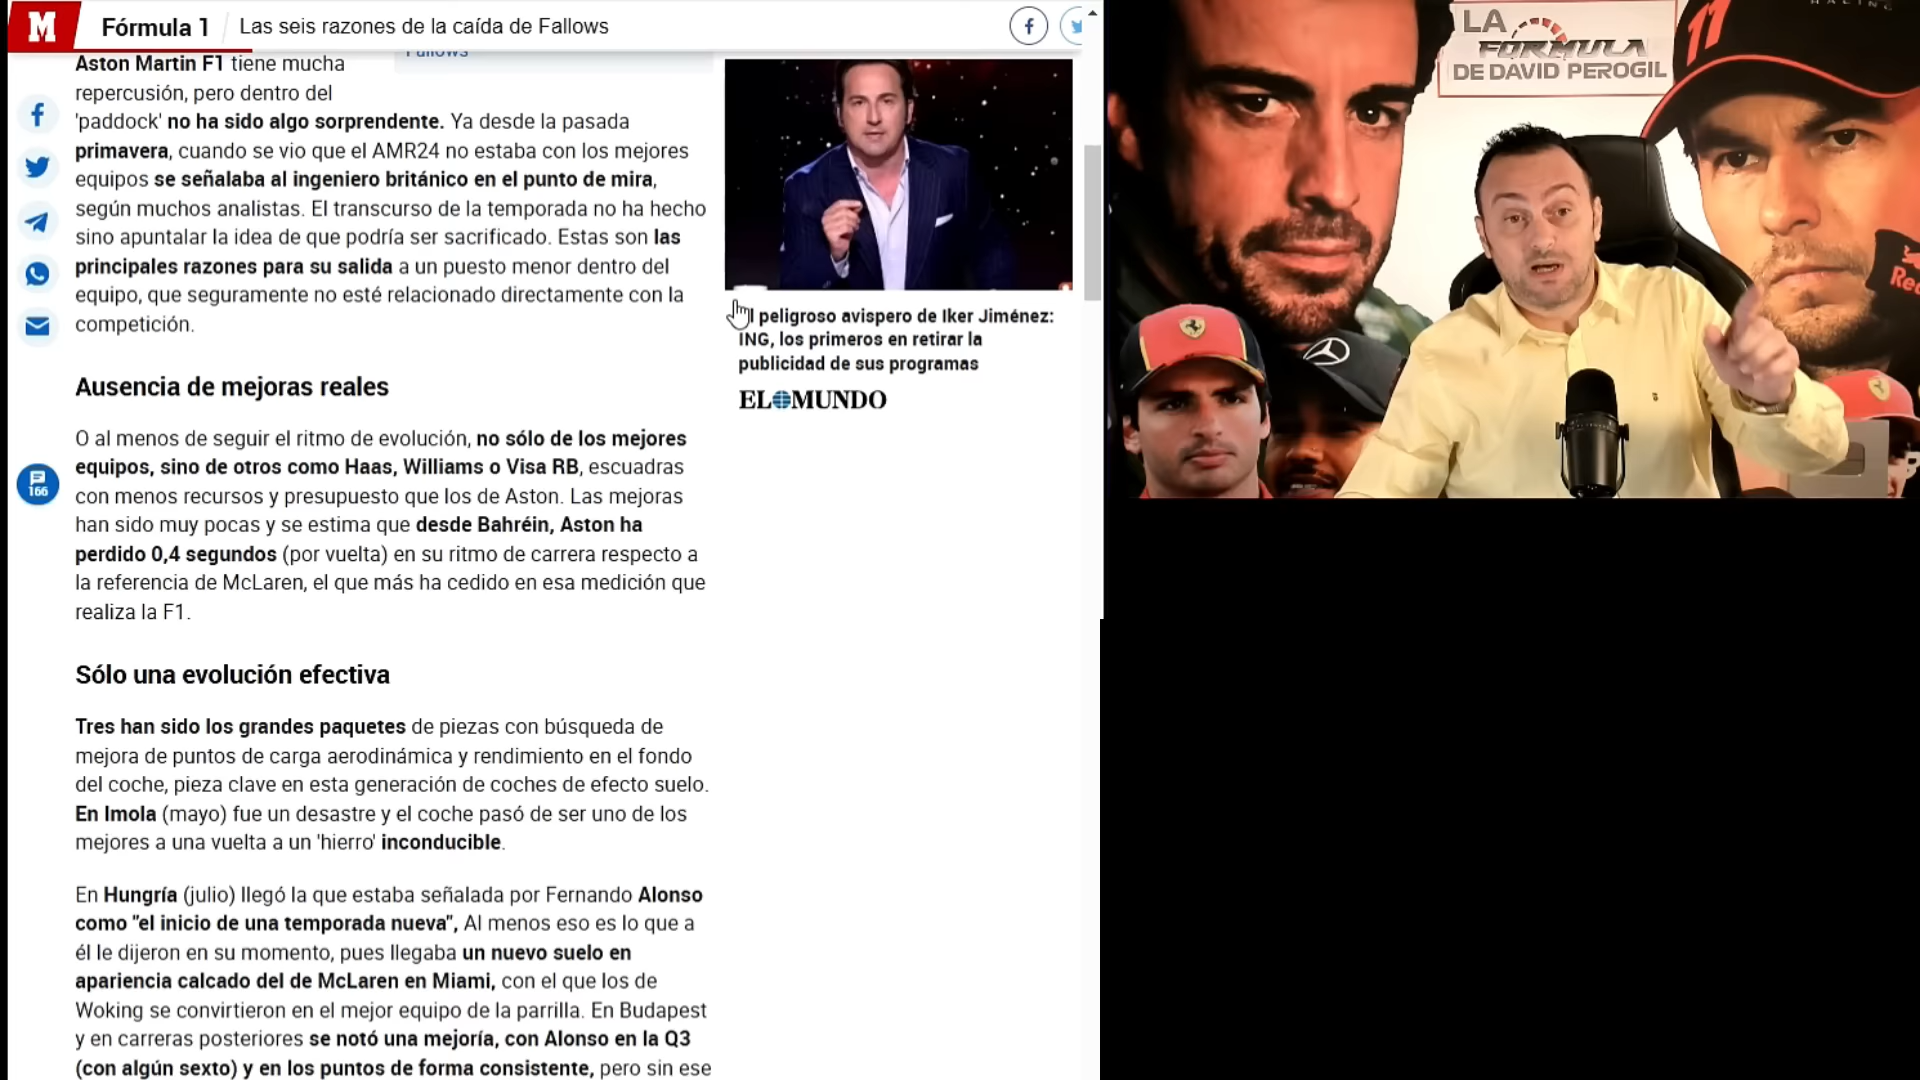 M Fórmula 1 Las seis razones de la caída de Fallows
Fallows
Aston Martin F1 tiene mucha
repercusión, pero dentro del
'paddock' no ha sido algo sorprendente. Ya desde la pasada
primavera, cuando se vio que el AMR24 no estaba con los mejores
equipos se señalaba al ingeniero británico en el punto de mira,
según muchos analistas. El transcurso de la temporada no ha hecho
sino apuntalar la idea de que podría ser sacrificado. Estas son las
principales razones para su salida a un puesto menor dentro del
equipo, que seguramente no esté relacionado directamente con la
competición.
Ausencia de mejoras reales
O al menos de seguir el ritmo de evolución, no sólo de los mejores
equipos, sino de otros como Haas, Williams o Visa RB, escuadras
con menos recursos y presupuesto que los de Aston. Las mejoras
han sido muy pocas y se estima que desde Bahréin, Aston ha
perdido 0,4 segundos (por vuelta) en su ritmo de carrera respecto a
la referencia de McLaren, el que más ha cedido en esa medición que
realiza la F1.
166
Sólo una evolución efectiva
Tres han sido los grandes paquetes de piezas con búsqueda de
mejora de puntos de carga aerodinámica y rendimiento en el fondo
del coche, pieza clave en esta generación de coches de efecto suelo.
En Imola (mayo) fue un desastre y el coche pasó de ser uno de los
mejores a una vuelta a un 'hierro' inconducible.
En Hungría (julio) llegó la que estaba señalada por Fernando Alonso
como "el inicio de una temporada nueva", Al menos eso es lo que a
él le dijeron en su momento, pues llegaba un nuevo suelo en
apariencia calcado del de McLaren en Miami, con el que los de
Woking se convirtieron en el mejor equipo de la parrilla. En Budapest
y en carreras posteriores se notó una mejoría, con Alonso en la Q3
(con algún sexto) y en los puntos de forma consistente, pero sin ese
l peligroso avispero de Iker Jiménez:
ING, los primeros en retirar la
publicidad de sus programas
EL MUNDO
LA
FÓRMULA
DE DAVID PEROGIL
11
RACING
Red